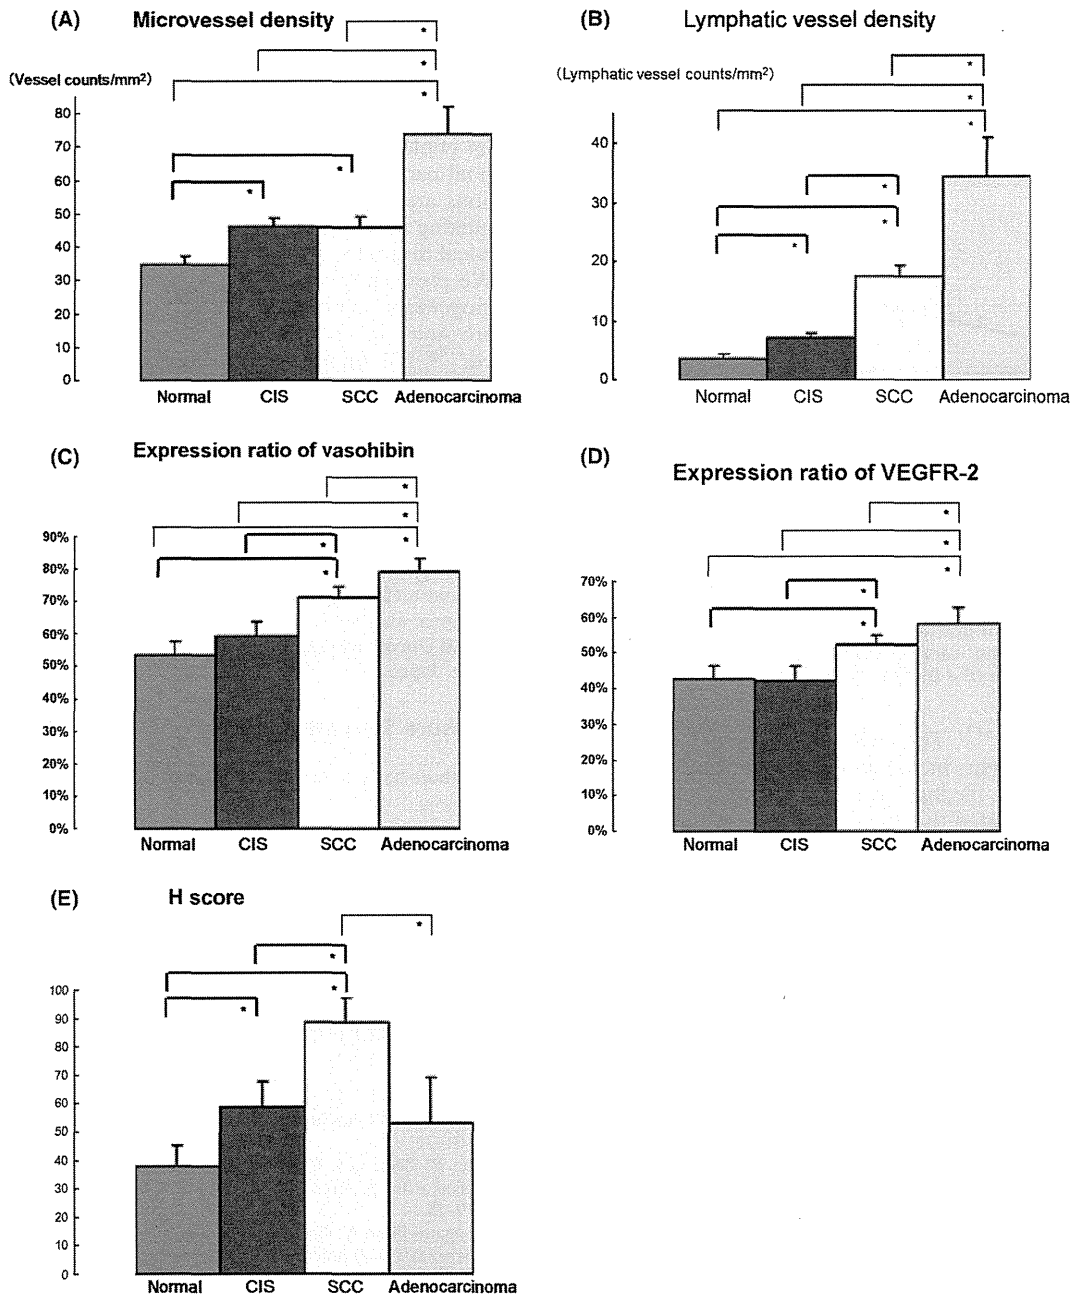 (A) Microvessel density
(Vessel counts/mm²)
* * * * *
80
70
60
50
40
30
20
10
0
Normal CIS SCC Adenocarcinoma
(B) Lymphatic vessel density
(Lymphatic vessel counts/mm²)
* * * * * *
40
30
20
10
0
Normal CIS SCC Adenocarcinoma
(C) Expression ratio of vasohibin
* * * * *
90%
80%
70%
60%
50%
40%
30%
20%
10%
0%
Normal CIS SCC Adenocarcinoma
(D) Expression ratio of VEGFR-2
* * * * *
70%
60%
50%
40%
30%
20%
10%
0%
Normal CIS SCC Adenocarcinoma
(E) H score
* * * *
100
90
80
70
60
50
40
30
20
10
0
Normal CIS SCC Adenocarcinoma